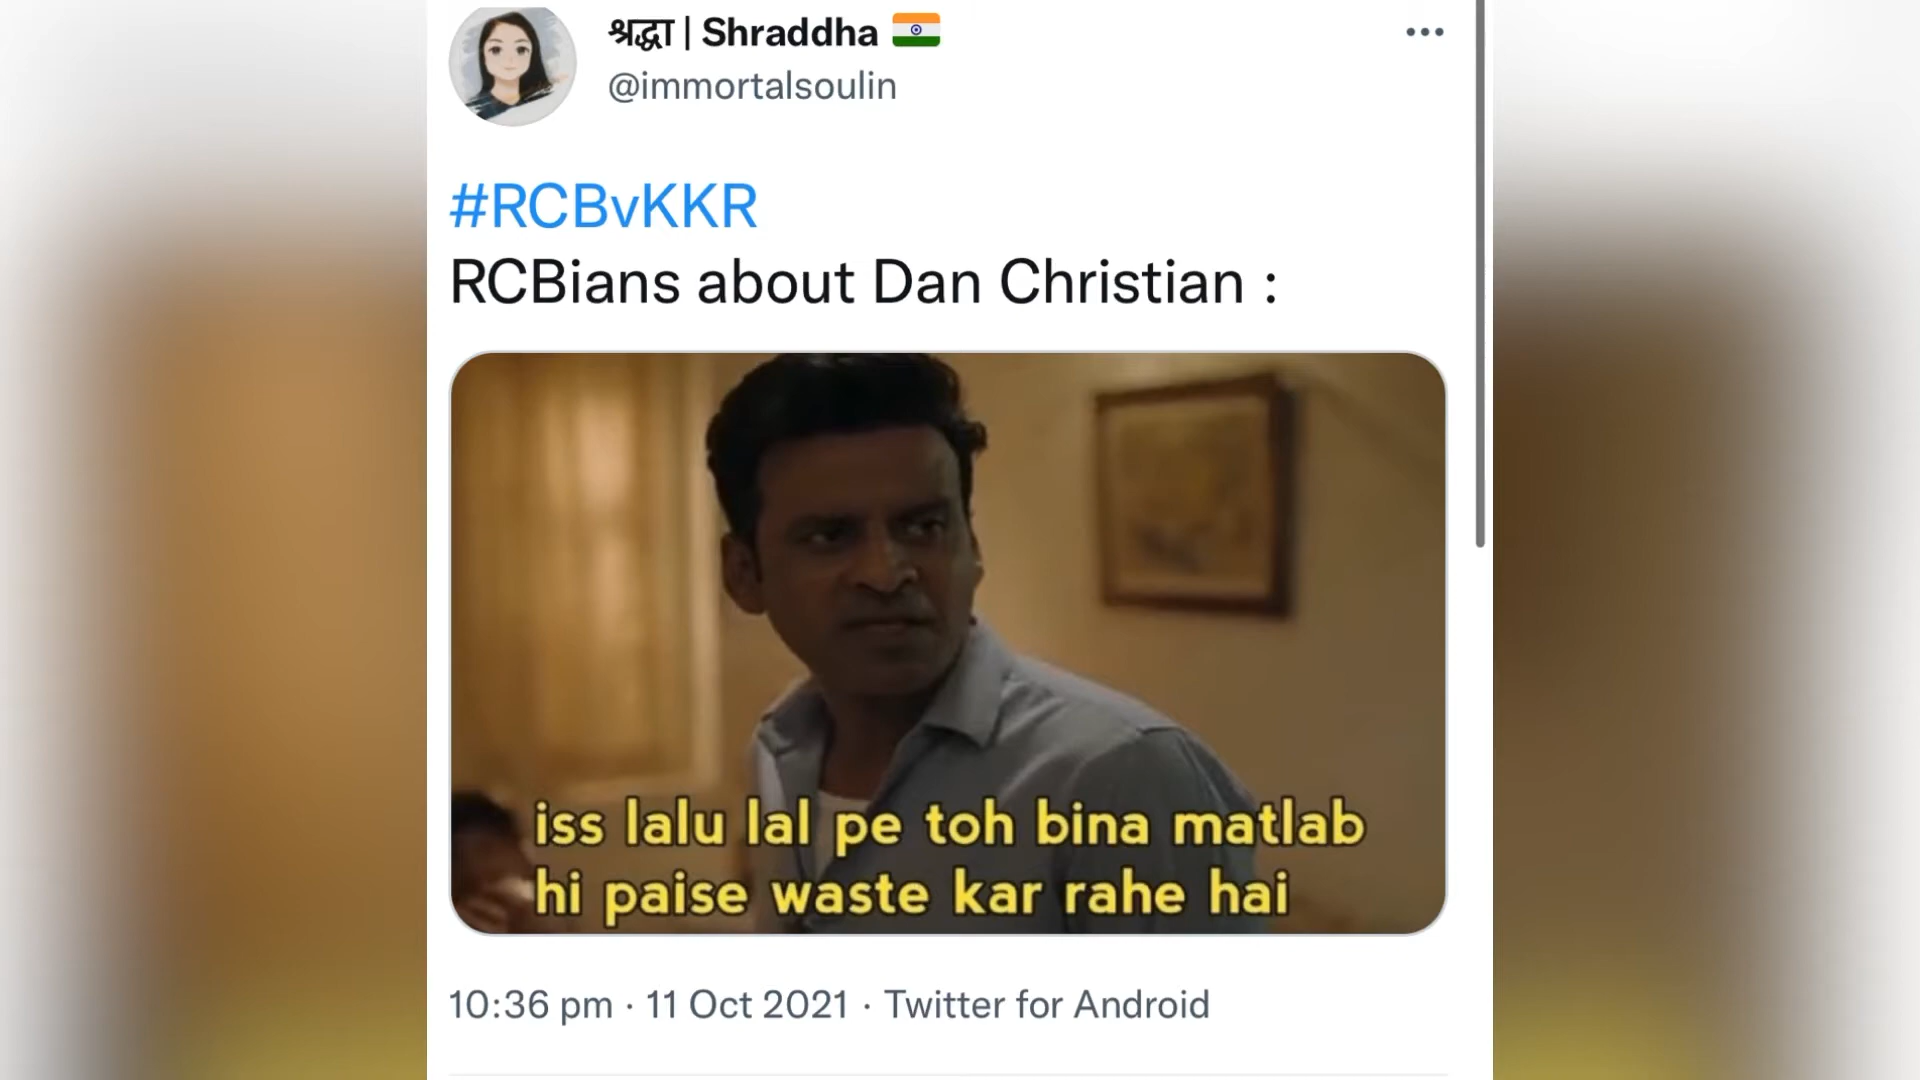 श्रद्धा | Shraddha 🇮🇳
@immortalsoulin
#RCBvKKR
RCBians about Dan Christian :
iss lalu lal pe toh bina matlab
hi paise waste kar rahe hai
10:36 pm · 11 Oct 2021 · Twitter for Android